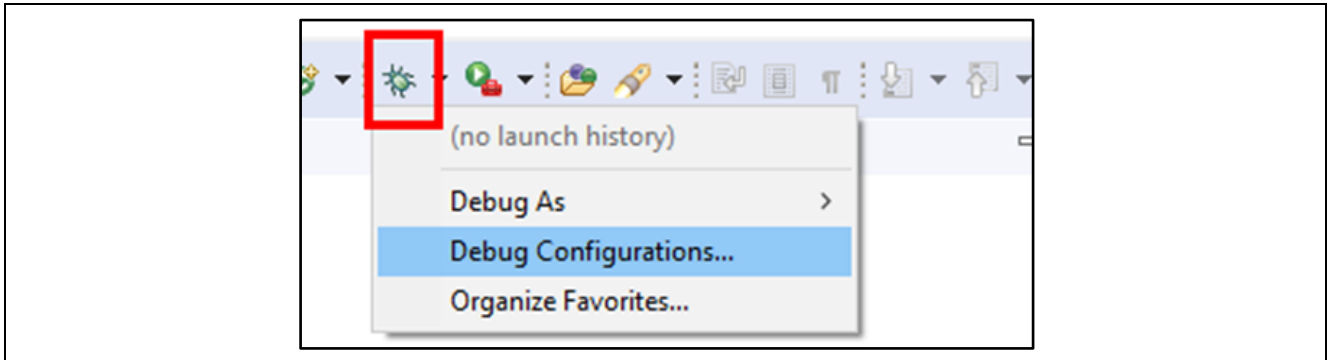 (no launch history)
Debug As
Debug Configurations...
Organize Favorites...